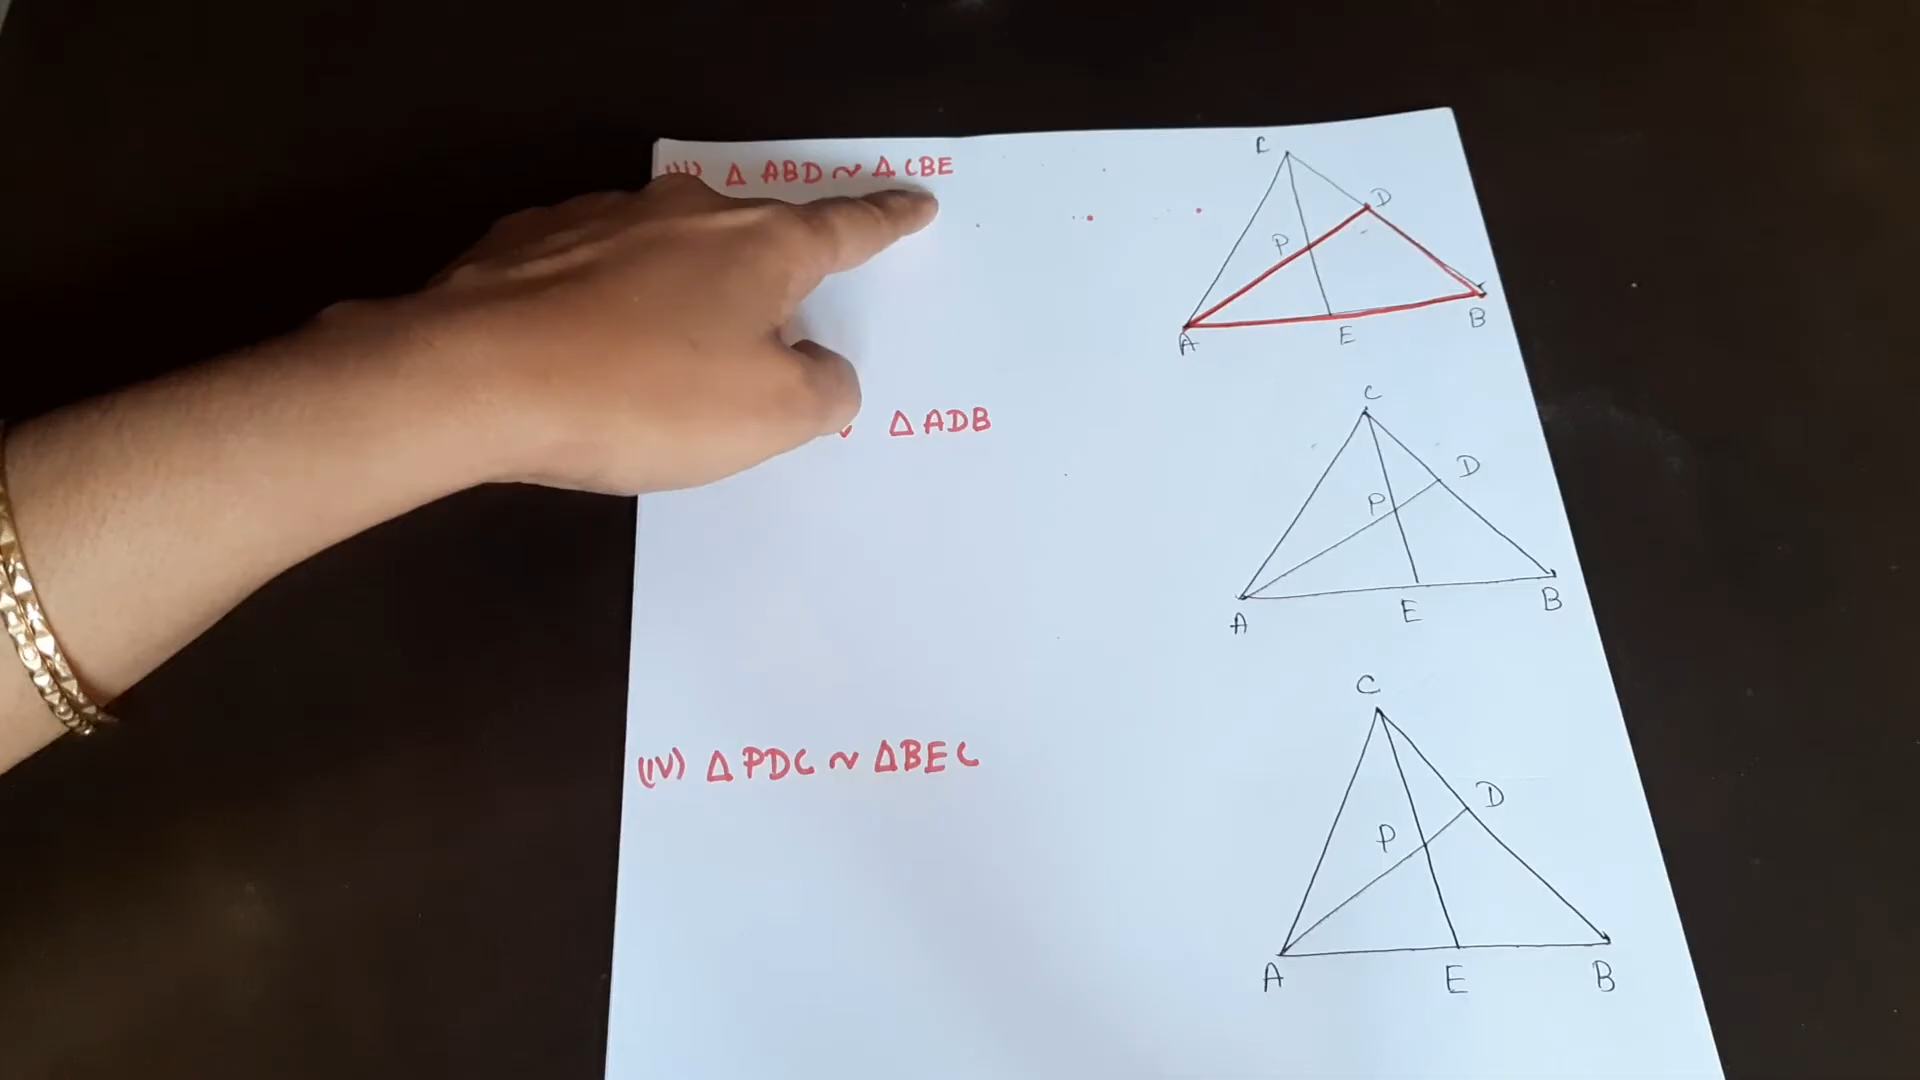 Δ ABD ~ Δ CBE
C
D
P
A
E
B
Δ ADB
C
D
P
A
E
B
(IV) Δ PDC ~ Δ BEC
C
D
P
A
E
B